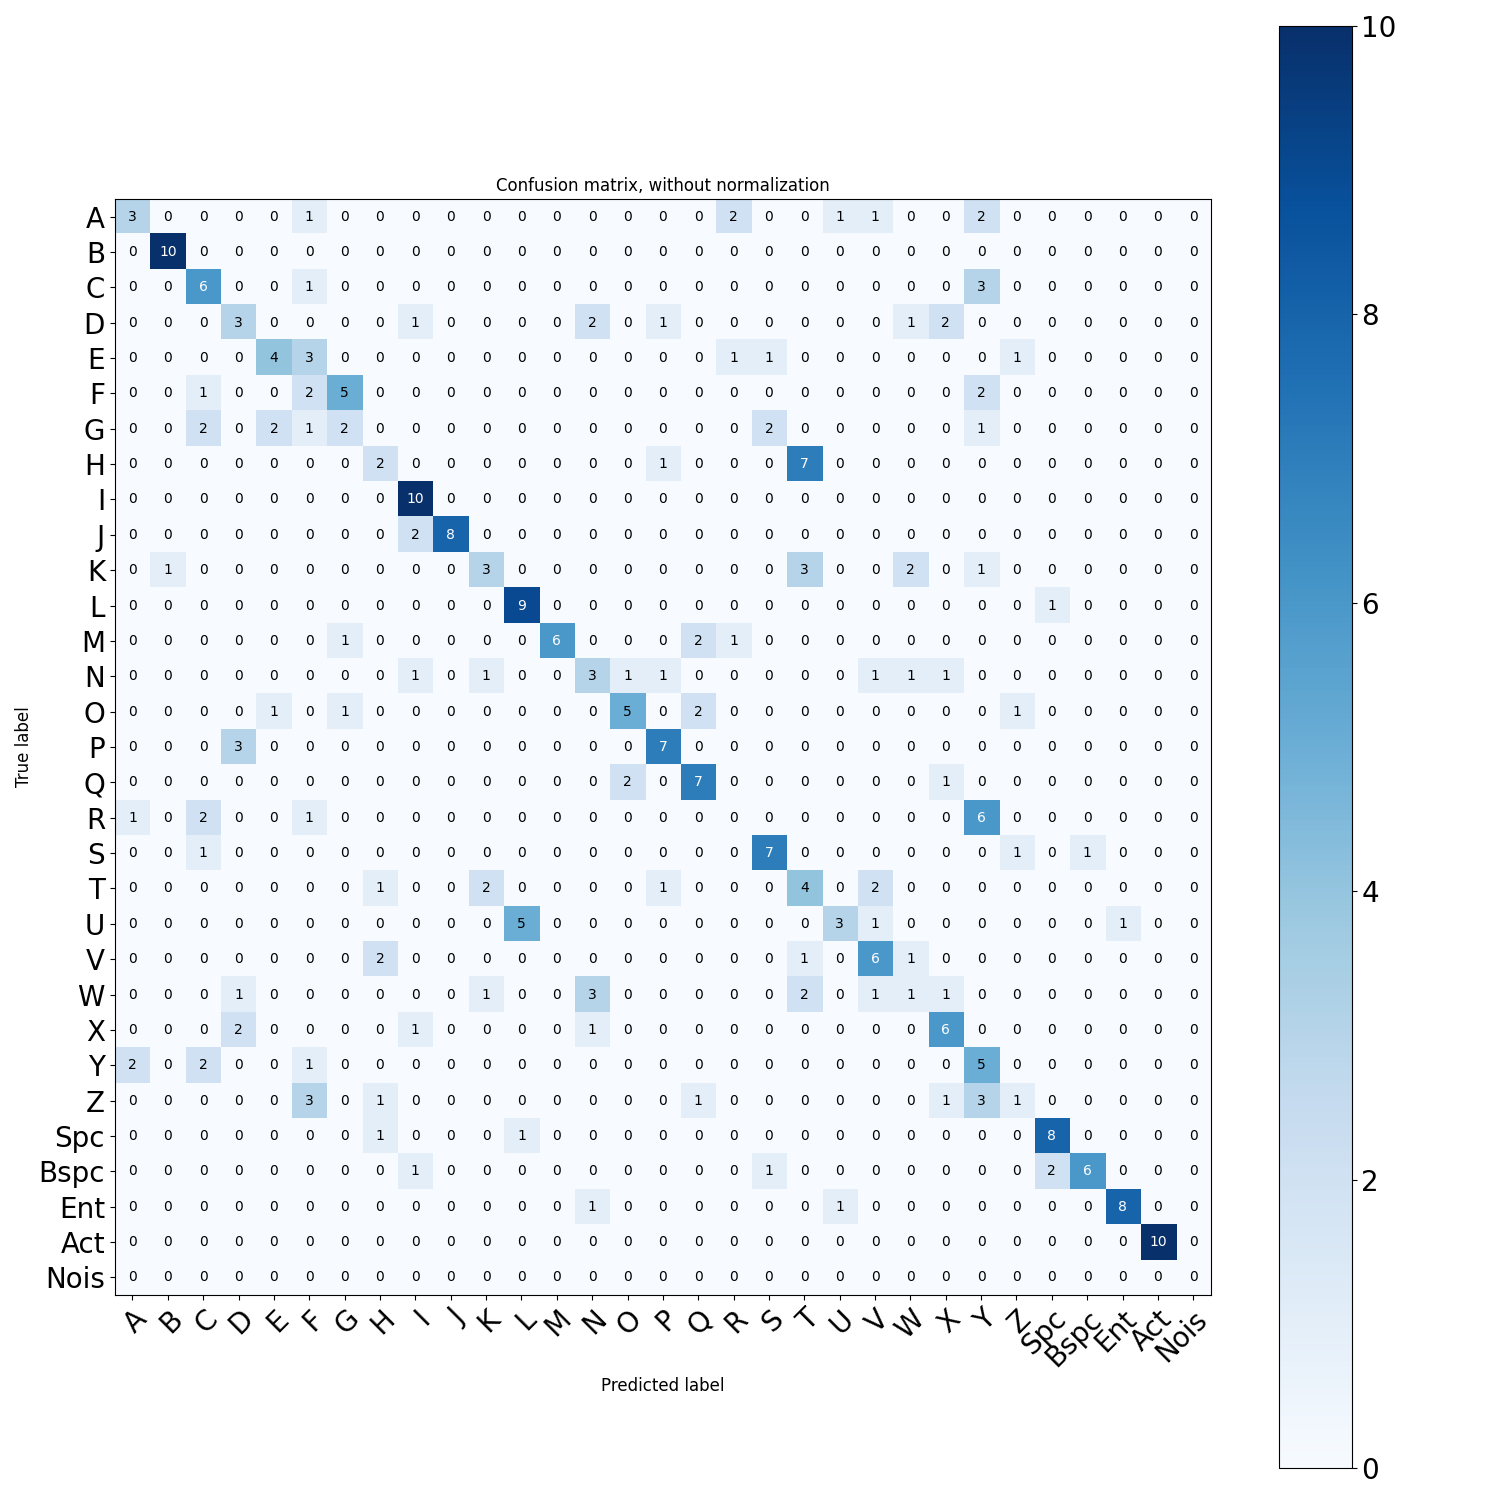 Confusion matrix, without normalization
A 3 0 0 0 0 1 0 0 0 0 0 0 0 0 0 0 0 2 0 0 1 1 0 0 2 0 0 0 0 0 0
B 0 10 0 0 0 0 0 0 0 0 0 0 0 0 0 0 0 0 0 0 0 0 0 0 0 0 0 0 0 0 0
C 0 0 6 0 0 1 0 0 0 0 0 0 0 0 0 0 0 0 0 0 0 0 0 0 3 0 0 0 0 0 0
D 0 0 0 3 0 0 0 0 1 0 0 0 0 2 0 1 0 0 0 0 0 0 1 2 0 0 0 0 0 0 0
E 0 0 0 0 4 3 0 0 0 0 0 0 0 0 0 0 0 1 1 0 0 0 0 0 0 1 0 0 0 0 0
F 0 0 1 0 0 2 5 0 0 0 0 0 0 0 0 0 0 0 0 0 0 0 0 0 2 0 0 0 0 0 0
G 0 0 2 0 2 1 2 0 0 0 0 0 0 0 0 0 0 0 2 0 0 0 0 0 1 0 0 0 0 0 0
H 0 0 0 0 0 0 0 2 0 0 0 0 0 0 0 1 0 0 0 7 0 0 0 0 0 0 0 0 0 0 0
I 0 0 0 0 0 0 0 0 10 0 0 0 0 0 0 0 0 0 0 0 0 0 0 0 0 0 0 0 0 0 0
J 0 0 0 0 0 0 0 0 2 8 0 0 0 0 0 0 0 0 0 0 0 0 0 0 0 0 0 0 0 0 0
K 0 1 0 0 0 0 0 0 0 0 3 0 0 0 0 0 0 0 0 3 0 0 2 0 1 0 0 0 0 0 0
L 0 0 0 0 0 0 0 0 0 0 0 9 0 0 0 0 0 0 0 0 0 0 0 0 0 0 1 0 0 0 0
M 0 0 0 0 0 0 1 0 0 0 0 0 6 0 0 0 2 1 0 0 0 0 0 0 0 0 0 0 0 0 0
N 0 0 0 0 0 0 0 0 1 0 1 0 0 3 1 1 0 0 0 0 0 1 1 1 0 0 0 0 0 0 0
O 0 0 0 0 1 0 1 0 0 0 0 0 0 0 5 0 2 0 0 0 0 0 0 0 0 1 0 0 0 0 0
P 0 0 0 3 0 0 0 0 0 0 0 0 0 0 0 7 0 0 0 0 0 0 0 0 0 0 0 0 0 0 0
Q 0 0 0 0 0 0 0 0 0 0 0 0 0 0 2 0 7 0 0 0 0 0 0 1 0 0 0 0 0 0 0
R 1 0 2 0 0 1 0 0 0 0 0 0 0 0 0 0 0 0 0 0 0 0 0 0 6 0 0 0 0 0 0
S 0 0 1 0 0 0 0 0 0 0 0 0 0 0 0 0 0 0 7 0 0 0 0 0 0 1 0 1 0 0 0
T 0 0 0 0 0 0 0 1 0 0 2 0 0 0 0 1 0 0 0 4 0 2 0 0 0 0 0 0 0 0 0
U 0 0 0 0 0 0 0 0 0 0 0 5 0 0 0 0 0 0 0 0 3 1 0 0 0 0 0 0 1 0 0
V 0 0 0 0 0 0 0 2 0 0 0 0 0 0 0 0 0 0 0 1 0 6 1 0 0 0 0 0 0 0 0
W 0 0 0 1 0 0 0 0 0 0 1 0 0 3 0 0 0 0 0 2 0 1 1 1 0 0 0 0 0 0 0
X 0 0 0 2 0 0 0 0 1 0 0 0 0 1 0 0 0 0 0 0 0 0 0 6 0 0 0 0 0 0 0
Y 2 0 2 0 0 1 0 0 0 0 0 0 0 0 0 0 0 0 0 0 0 0 0 0 5 0 0 0 0 0 0
Z 0 0 0 0 0 3 0 1 0 0 0 0 0 0 0 0 1 0 0 0 0 0 0 1 3 1 0 0 0 0 0
Spc 0 0 0 0 0 0 0 1 0 0 0 1 0 0 0 0 0 0 0 0 0 0 0 0 0 0 8 0 0 0 0
Bspc 0 0 0 0 0 0 0 0 1 0 0 0 0 0 0 0 0 0 1 0 0 0 0 0 0 0 2 6 0 0 0
Ent 0 0 0 0 0 0 0 0 0 0 0 0 0 1 0 0 0 0 0 0 1 0 0 0 0 0 0 0 8 0 0
Act 0 0 0 0 0 0 0 0 0 0 0 0 0 0 0 0 0 0 0 0 0 0 0 0 0 0 0 0 0 10 0
Nois 0 0 0 0 0 0 0 0 0 0 0 0 0 0 0 0 0 0 0 0 0 0 0 0 0 0 0 0 0 0 0
A B C D E F G H I J K L M N O P Q R S T U V W X Y Z Spc Bspc Ent Act Nois
Predicted label
True label
10
8
6
4
2
0